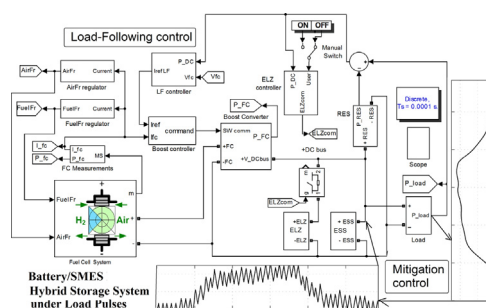 Load-Following control
ON OFF
Manual
Switch
AirFr
AirFr Current
AirFr regulator
FuelFr
FuelFr Current
FuelFr regulator
P_DC
IrefLF
Vfc
LF controller
Vfc
P_DC
User
ELZcom
ELZ
controller
ELZcom
P_FC
Boost Converter
Iref
Ifc
command
Boost controller
SW comm
P_FC
+FC
-FC
+V_DCbus
+DC bus
P_RES
- RES
+ RES
RES
Discrete,
Ts = 0.0001 s.
Scope
P_load
+
P_load
-
Load
I_fc
P_fc
I_fc
P_fc
MS
FC Measurements
FuelFr
AirFr
H2 Air
m
+
-
Fuel Cell System
ELZcom
+ELZ
ELZ
-ELZ
+ ESS
ESS
- ESS
Mitigation
control
Battery/SMES
Hybrid Storage System
under Load Pulses